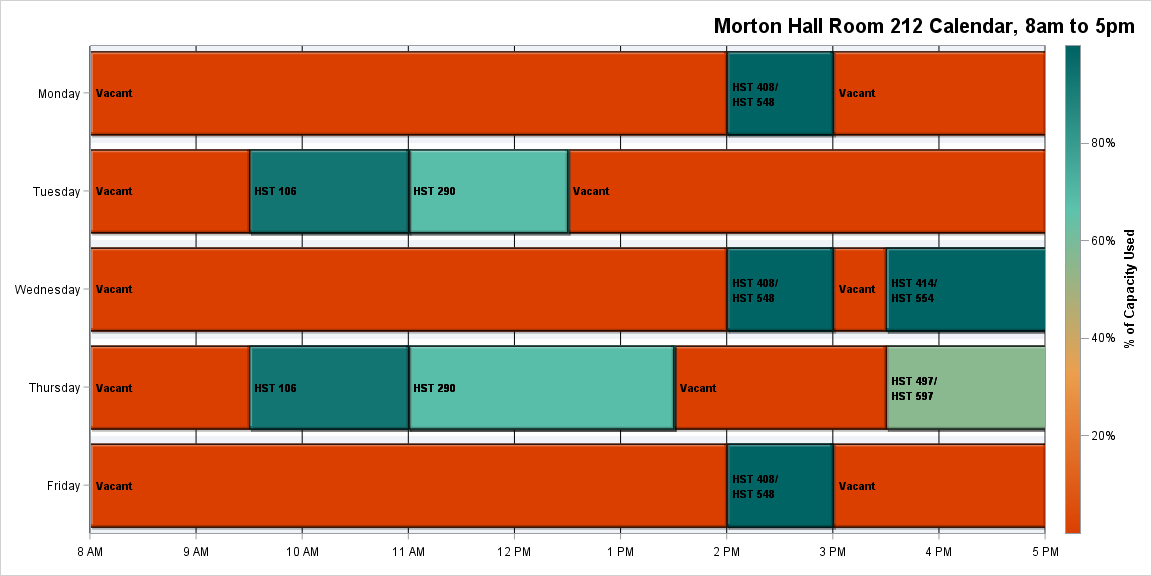 Morton Hall Room 212 Calendar, 8am to 5pm
Monday
Vacant
HST 408/
HST 548
Vacant
Tuesday
Vacant
HST 106
HST 290
Vacant
Wednesday
Vacant
HST 408/
HST 548
Vacant
HST 414/
HST 554
Thursday
Vacant
HST 106
HST 290
Vacant
HST 497/
HST 597
Friday
Vacant
HST 408/
HST 548
Vacant
8 AM
9 AM
10 AM
11 AM
12 PM
1 PM
2 PM
3 PM
4 PM
5 PM
80%
60%
40%
20%
% of Capacity Used